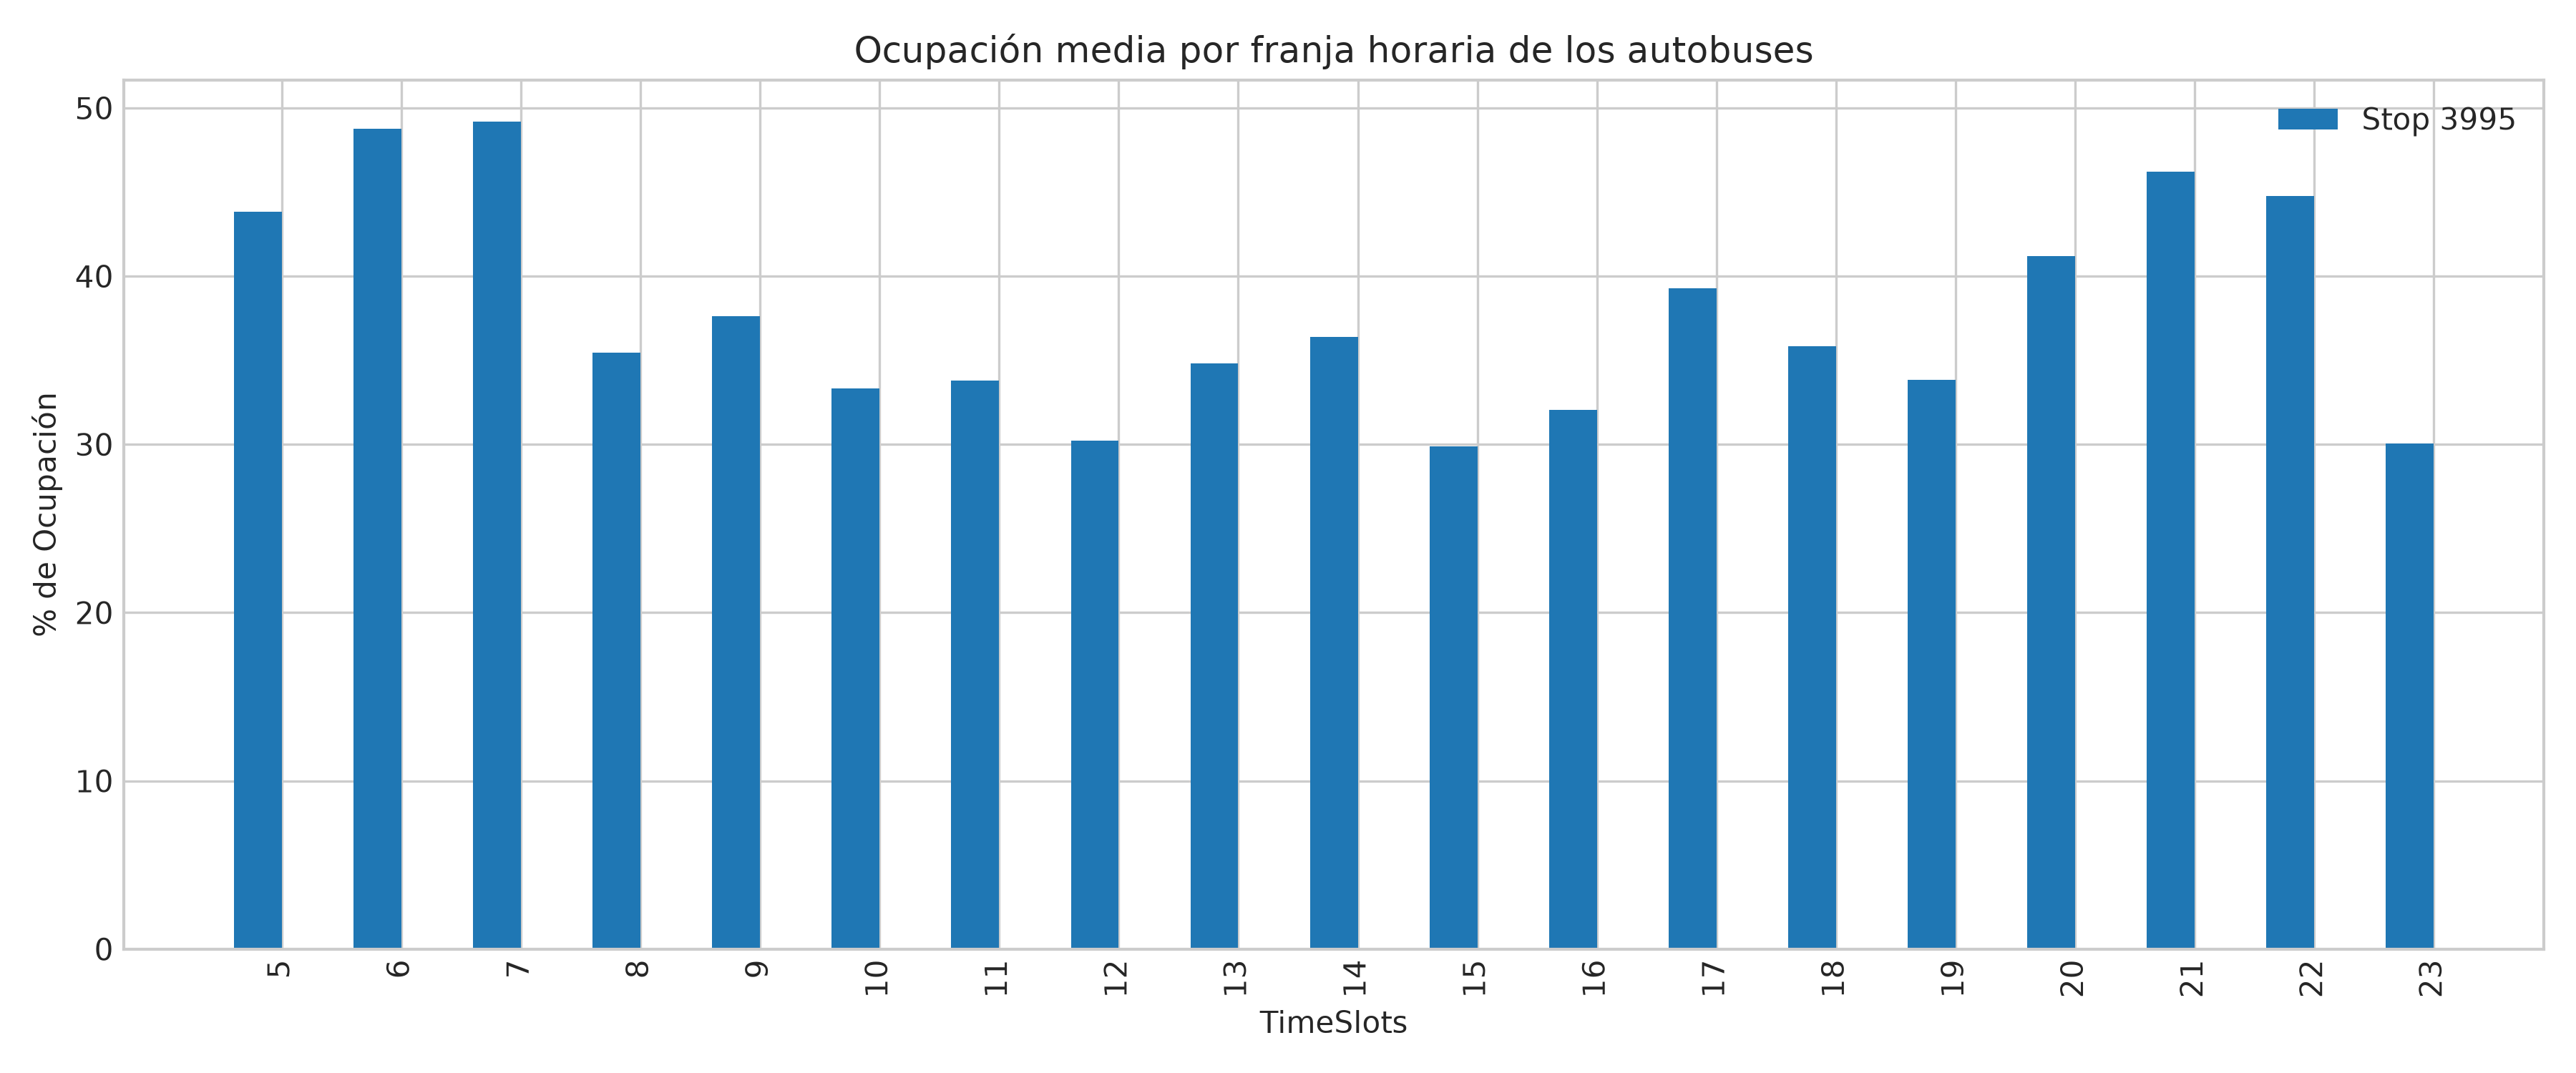 Ocupación media por franja horaria de los autobuses
Stop 3995
% de Ocupación
50
40
30
20
10
0
5 6 7 8 9 10 11 12 13 14 15 16 17 18 19 20 21 22 23
TimeSlots